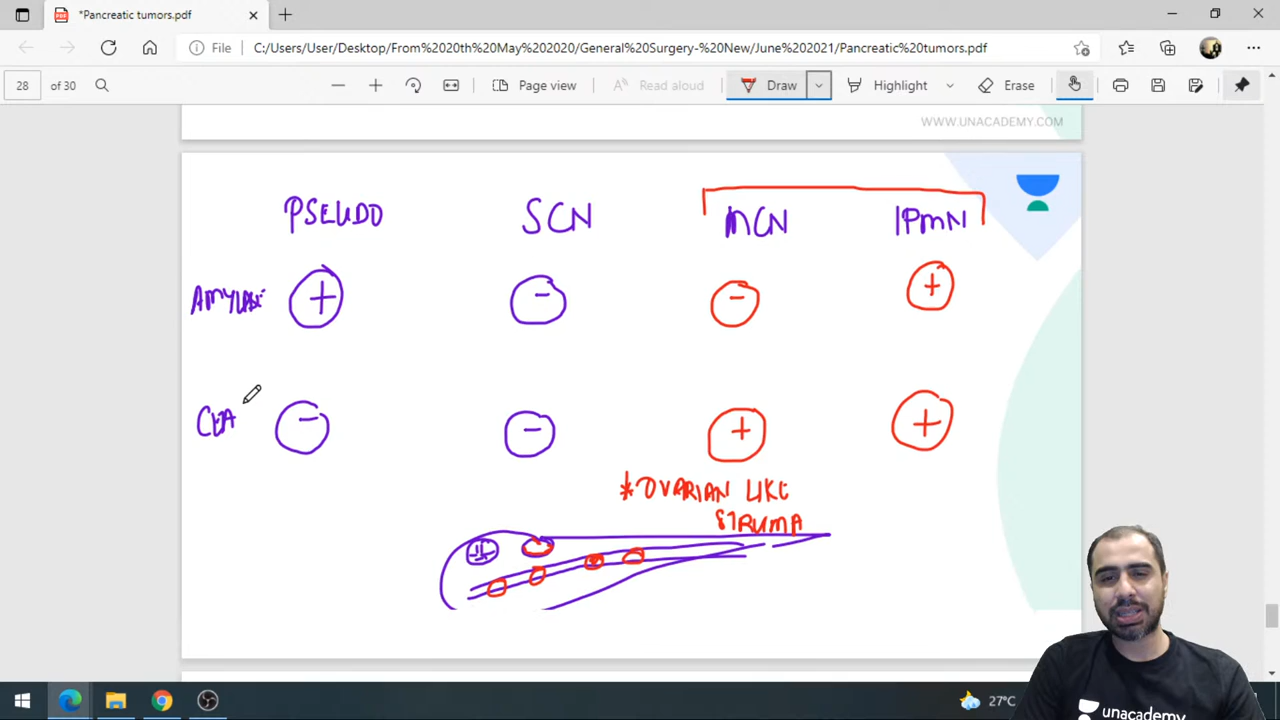 *Pancreatic tumors.pdf
File C:/Users/User/Desktop/From%2020th%20May%202020/General%20Surgery-%20New/June%202021/Pancreatic%20tumors.pdf
28 of 30 Page view Read aloud Draw Highlight Erase
WWW.UNACADEMY.COM
PSEUDO SCN MCN IPMN
AMYLASE + - - +
CEA - - + +
*OVARIAN LIKE
STRUMA
27°C
unacademy